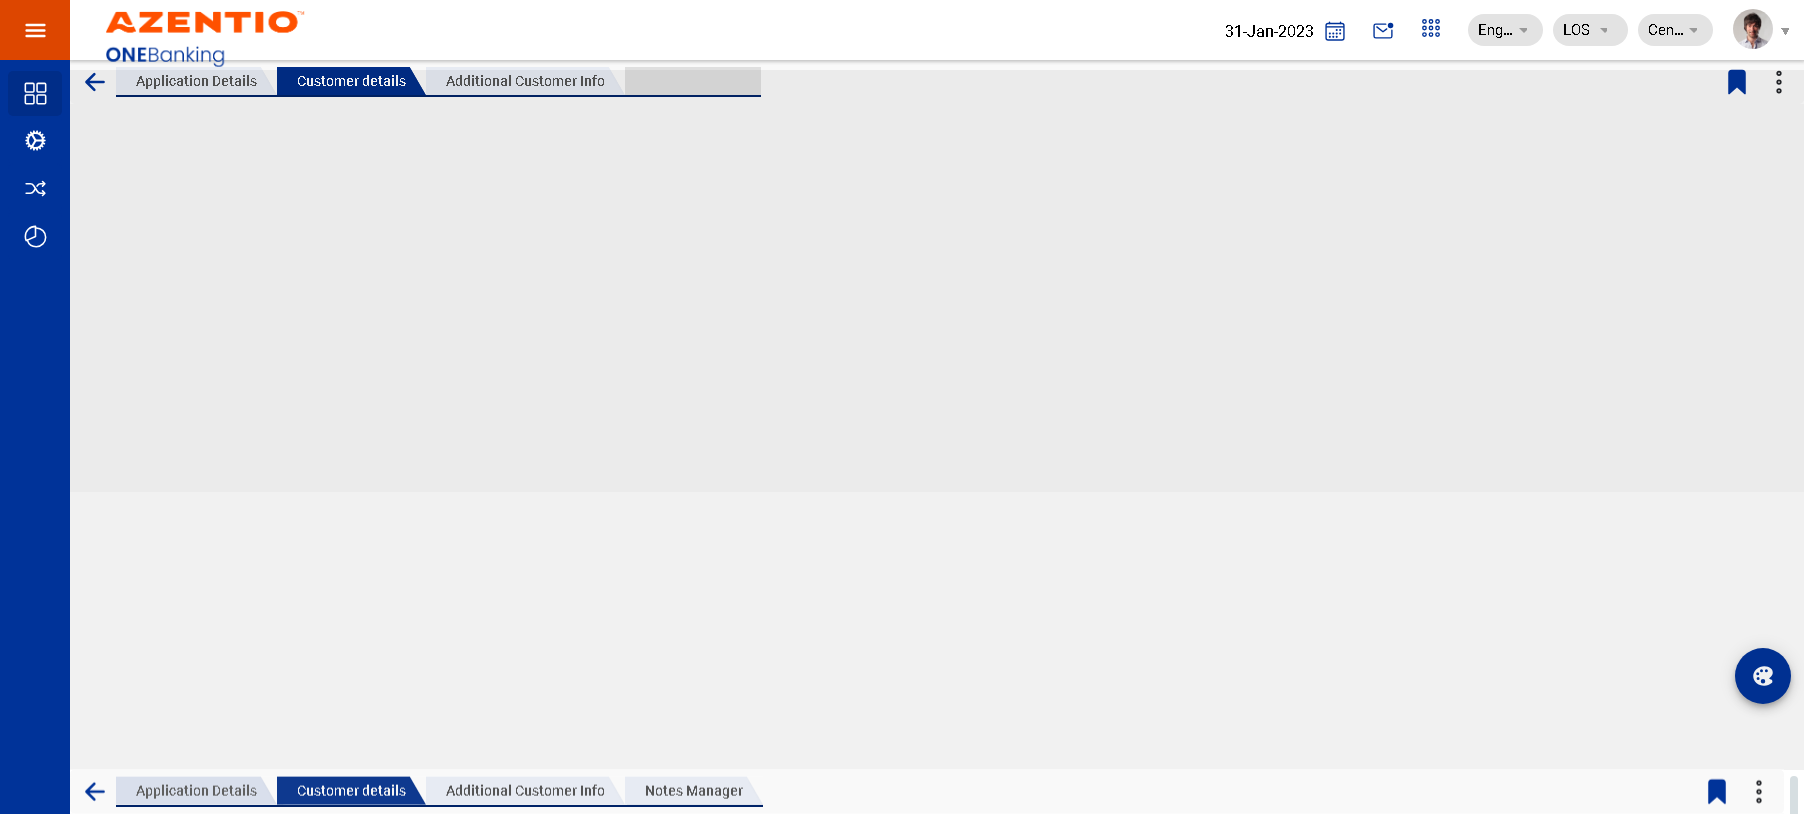 AZENTIO™
ONEBanking
31-Jan-2023
Eng...
LOS
Cen...
Application Details
Customer details
Additional Customer Info
Application Details
Customer details
Additional Customer Info
Notes Manager